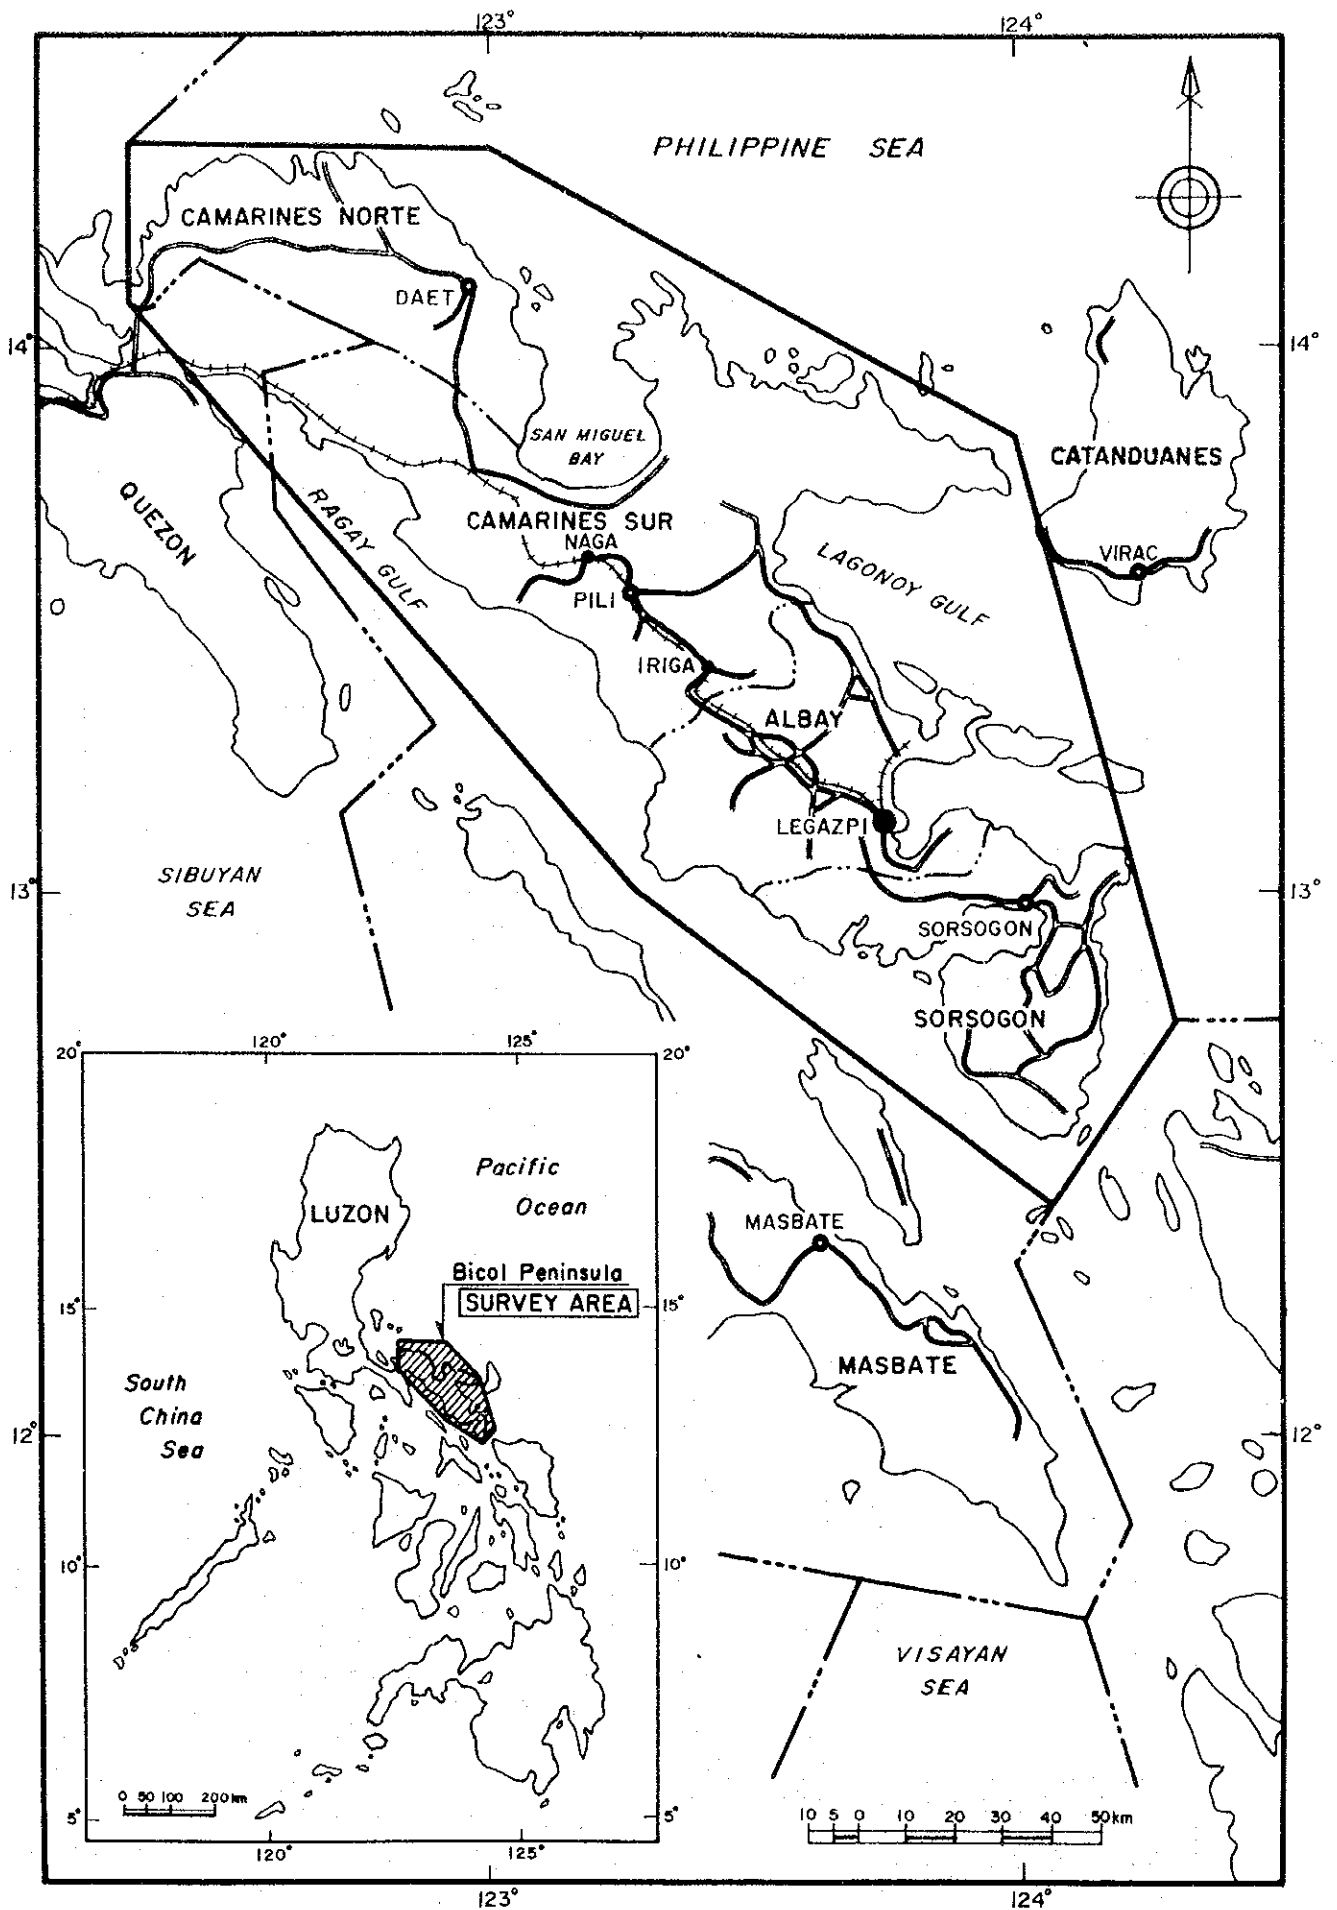 123°
124°
PHILIPPINE SEA
CAMARINES NORTE
DAET
14°
14°
SAN MIGUEL
BAY
CATANDUANES
QUEZON
RAGAY GULF
CAMARINES SUR
NAGA
LAGONOY GULF
VIRAC
PILI
IRIGA
ALBAY
LEGAZPI
SIBUYAN
SEA
13°
13°
SORSOGON
SORSOGON
20°
120°
125°
20°
Pacific
Ocean
LUZON
MASBATE
Bicol Peninsula
SURVEY AREA
15°
15°
MASBATE
South
China
Sea
12°
12°
10°
10°
VISAYAN
SEA
0 50 100 200km
5°
5°
10 5 0 10 20 30 40 50km
120°
125°
123°
124°